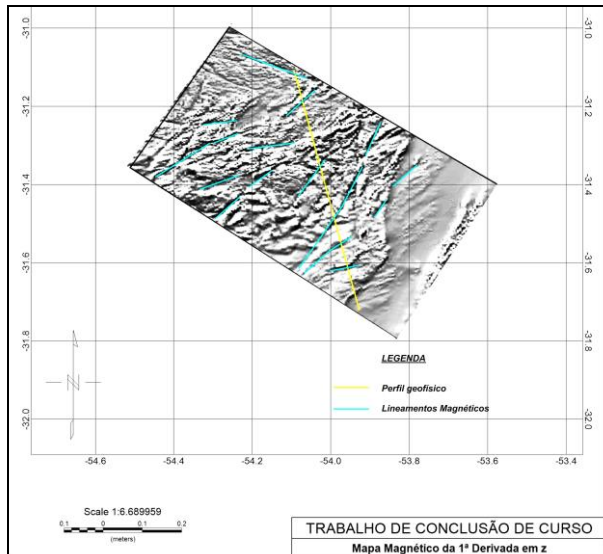 -31.0 -31.0
-31.2 -31.2
-31.4 -31.4
-31.6 -31.6
-31.8 -31.8
-32.0 -32.0
LEGENDA
Perfil geofísico
Lineamentos Magnéticos
N
-54.6 -54.4 -54.2 -54.0 -53.8 -53.6 -53.4
Scale 1:6.689959
0.1 0 0.1 0.2
(meters)
TRABALHO DE CONCLUSÃO DE CURSO
Mapa Magnético da 1ª Derivada em z